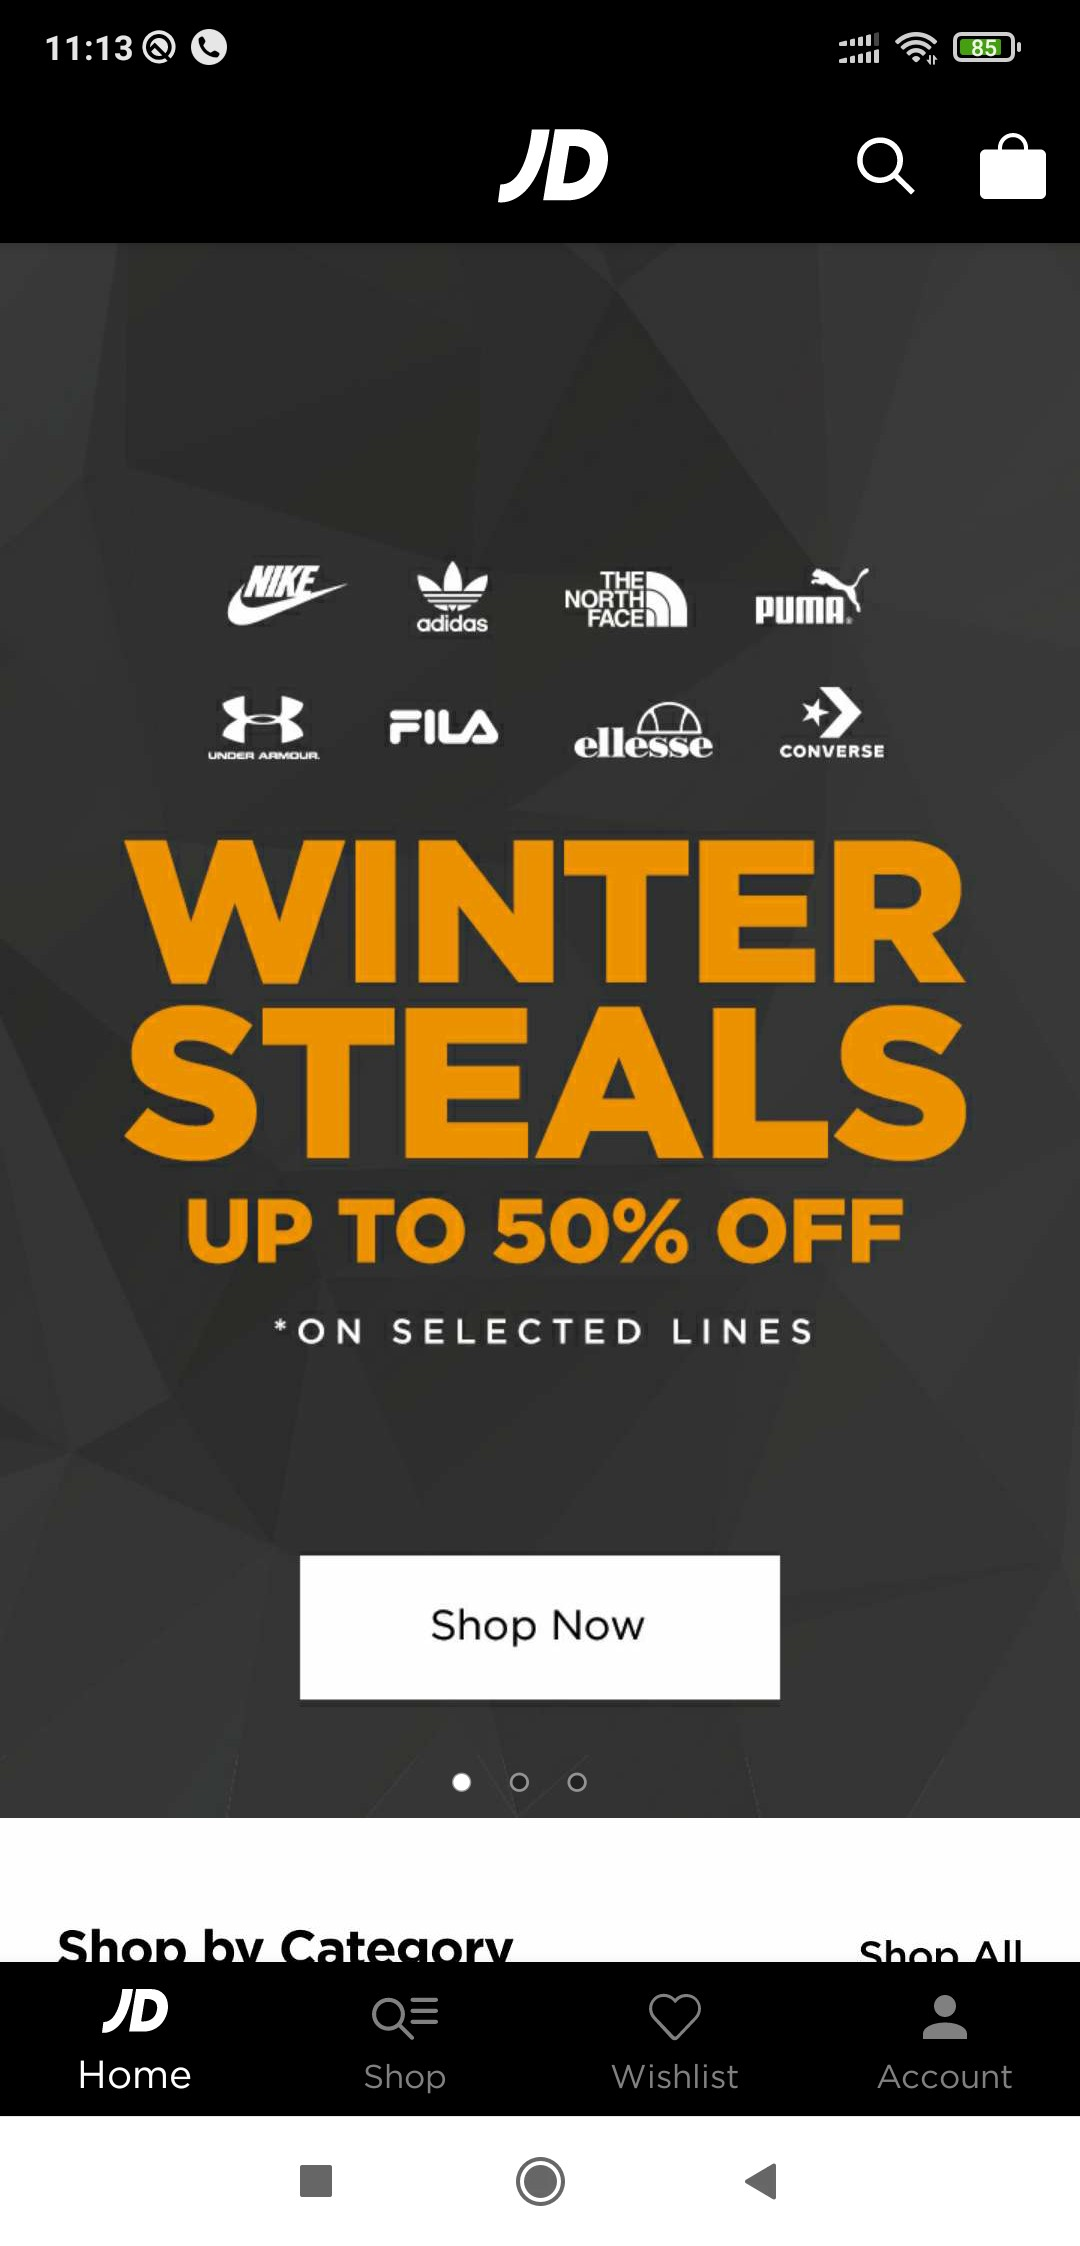 11:13
85
JD
NIKE
adidas
THE NORTH FACE
PUMA
UNDER ARMOUR
FILA
ellesse
CONVERSE
WINTER
STEALS
UP TO 50% OFF
*ON SELECTED LINES
Shop Now
Shop by Category
Shop All
JD
Home
Shop
Wishlist
Account